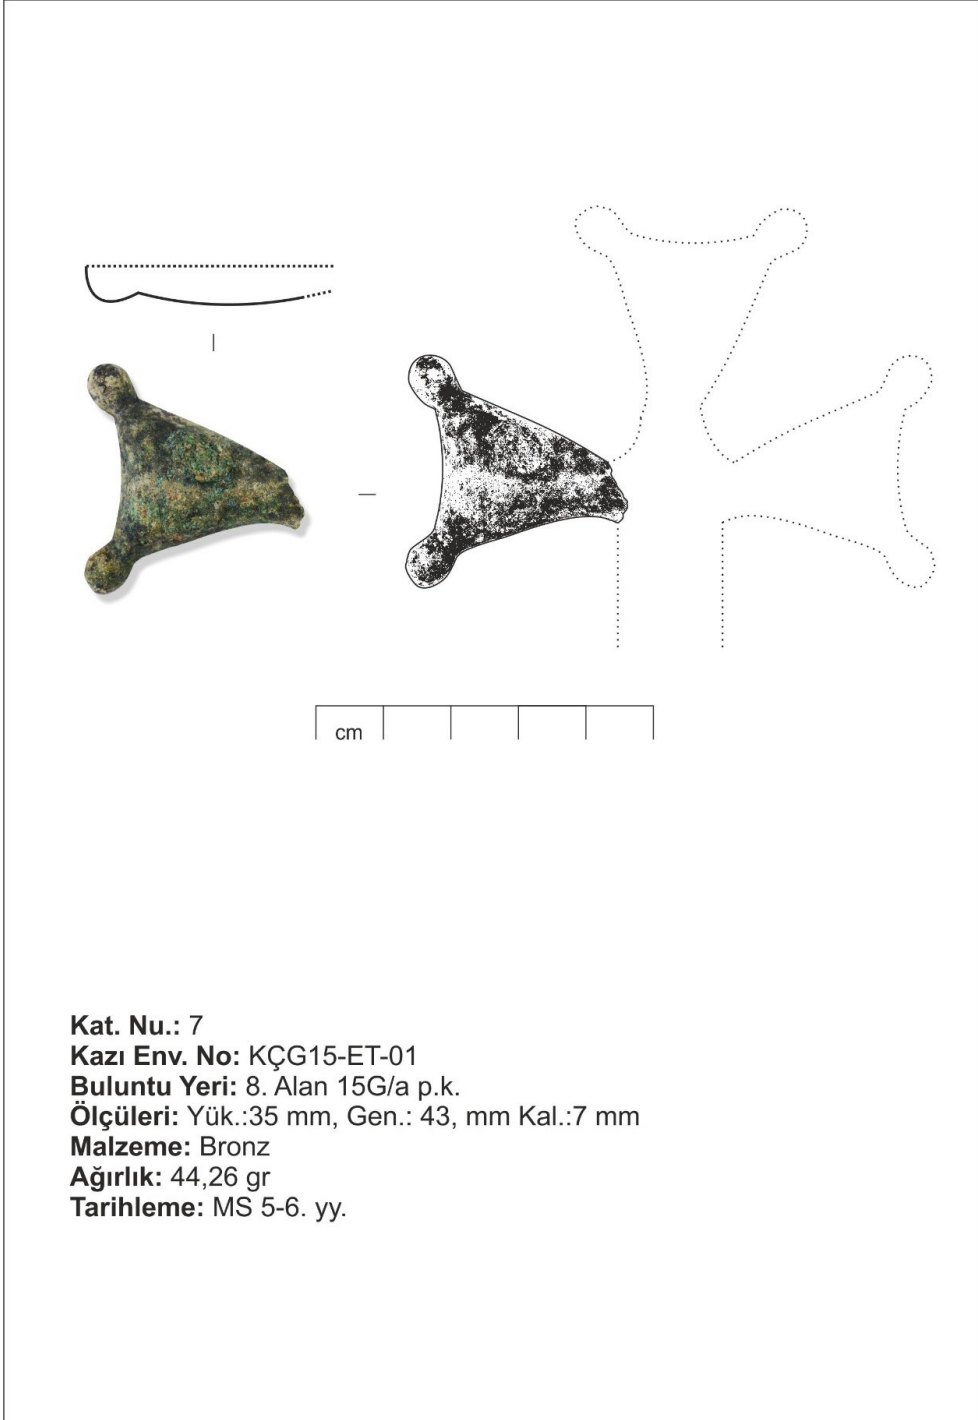 cm
Kat. Nu.: 7
Kazı Env. No: KÇG15-ET-01
Buluntu Yeri: 8. Alan 15G/a p.k.
Ölçüleri: Yük.:35 mm, Gen.: 43, mm Kal.:7 mm
Malzeme: Bronz
Ağırlık: 44,26 gr
Tarihleme: MS 5-6. yy.